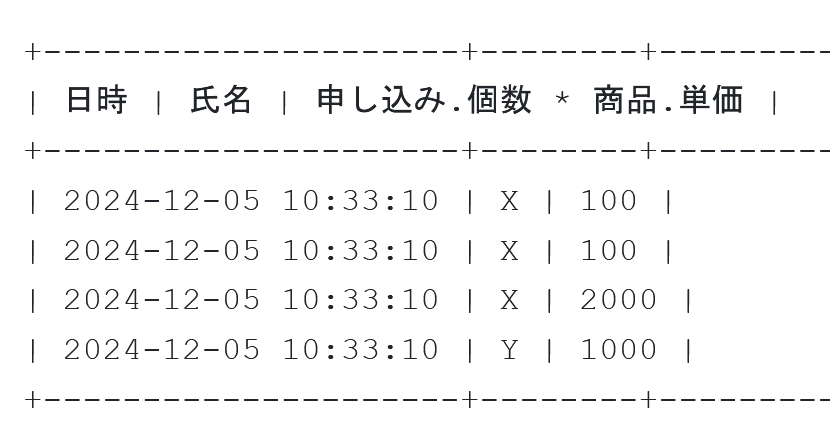 +---------------------+--------+---------
| 日時 | 氏名 | 申し込み.個数 * 商品.単価 |
+---------------------+--------+---------
| 2024-12-05 10:33:10 | X | 100 |
| 2024-12-05 10:33:10 | X | 100 |
| 2024-12-05 10:33:10 | X | 2000 |
| 2024-12-05 10:33:10 | Y | 1000 |
+---------------------+--------+---------